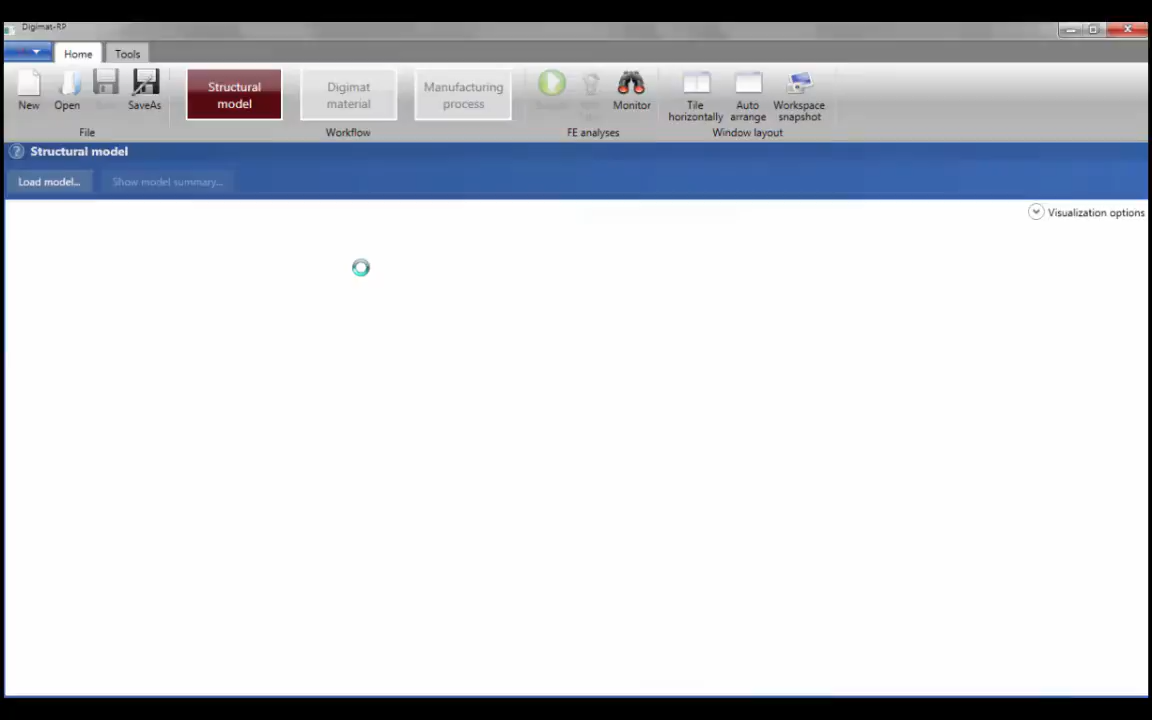 Digimat-RP
Home Tools
New Open SaveAs
Structural model
Digimat material
Manufacturing process
Monitor
Tile horizontally
Auto arrange
Workspace snapshot
File Workflow FE analyses Window layout
Structural model
Load model... Show model summary...
Visualization options